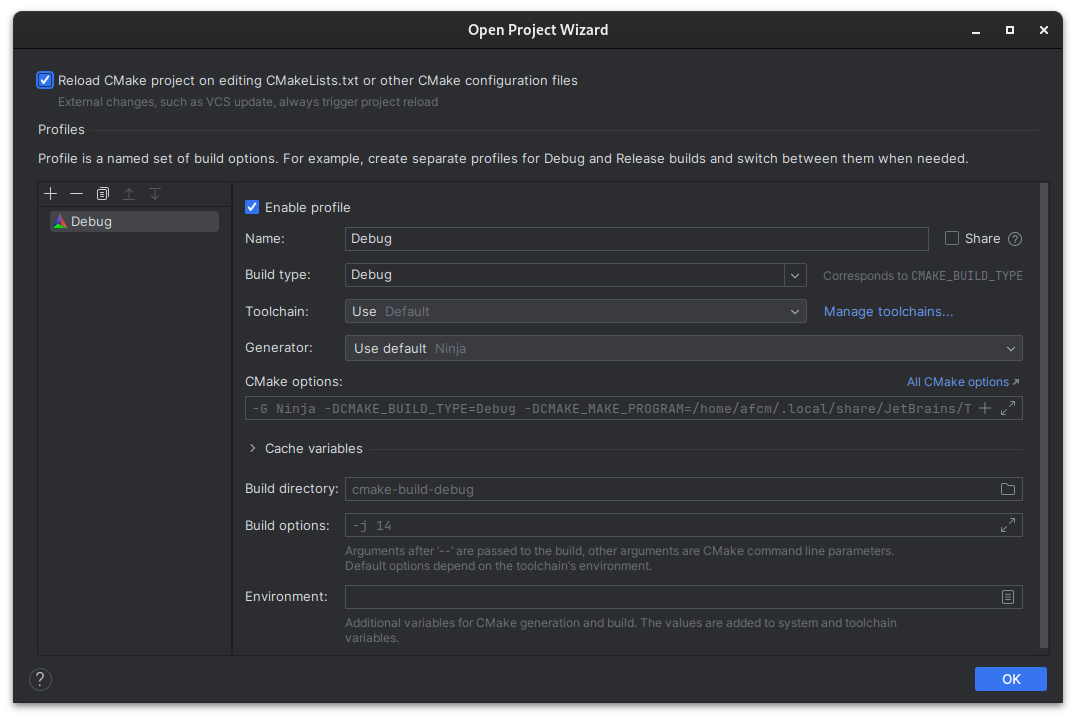 Open Project Wizard
Reload CMake project on editing CMakeLists.txt or other CMake configuration files
External changes, such as VCS update, always trigger project reload
Profiles
Profile is a named set of build options. For example, create separate profiles for Debug and Release builds and switch between them when needed.
Debug
Enable profile
Name: Debug Share ?
Build type: Debug Corresponds to CMAKE_BUILD_TYPE
Toolchain: Use Default Manage toolchains...
Generator: Use default Ninja
CMake options: All CMake options ↗
-G Ninja -DCMAKE_BUILD_TYPE=Debug -DCMAKE_MAKE_PROGRAM=/home/afcm/.local/share/JetBrains/T
Cache variables
Build directory: cmake-build-debug
Build options: -j 14
Arguments after '--' are passed to the build, other arguments are CMake command line parameters.
Default options depend on the toolchain's environment.
Environment:
Additional variables for CMake generation and build. The values are added to system and toolchain
variables.
? OK